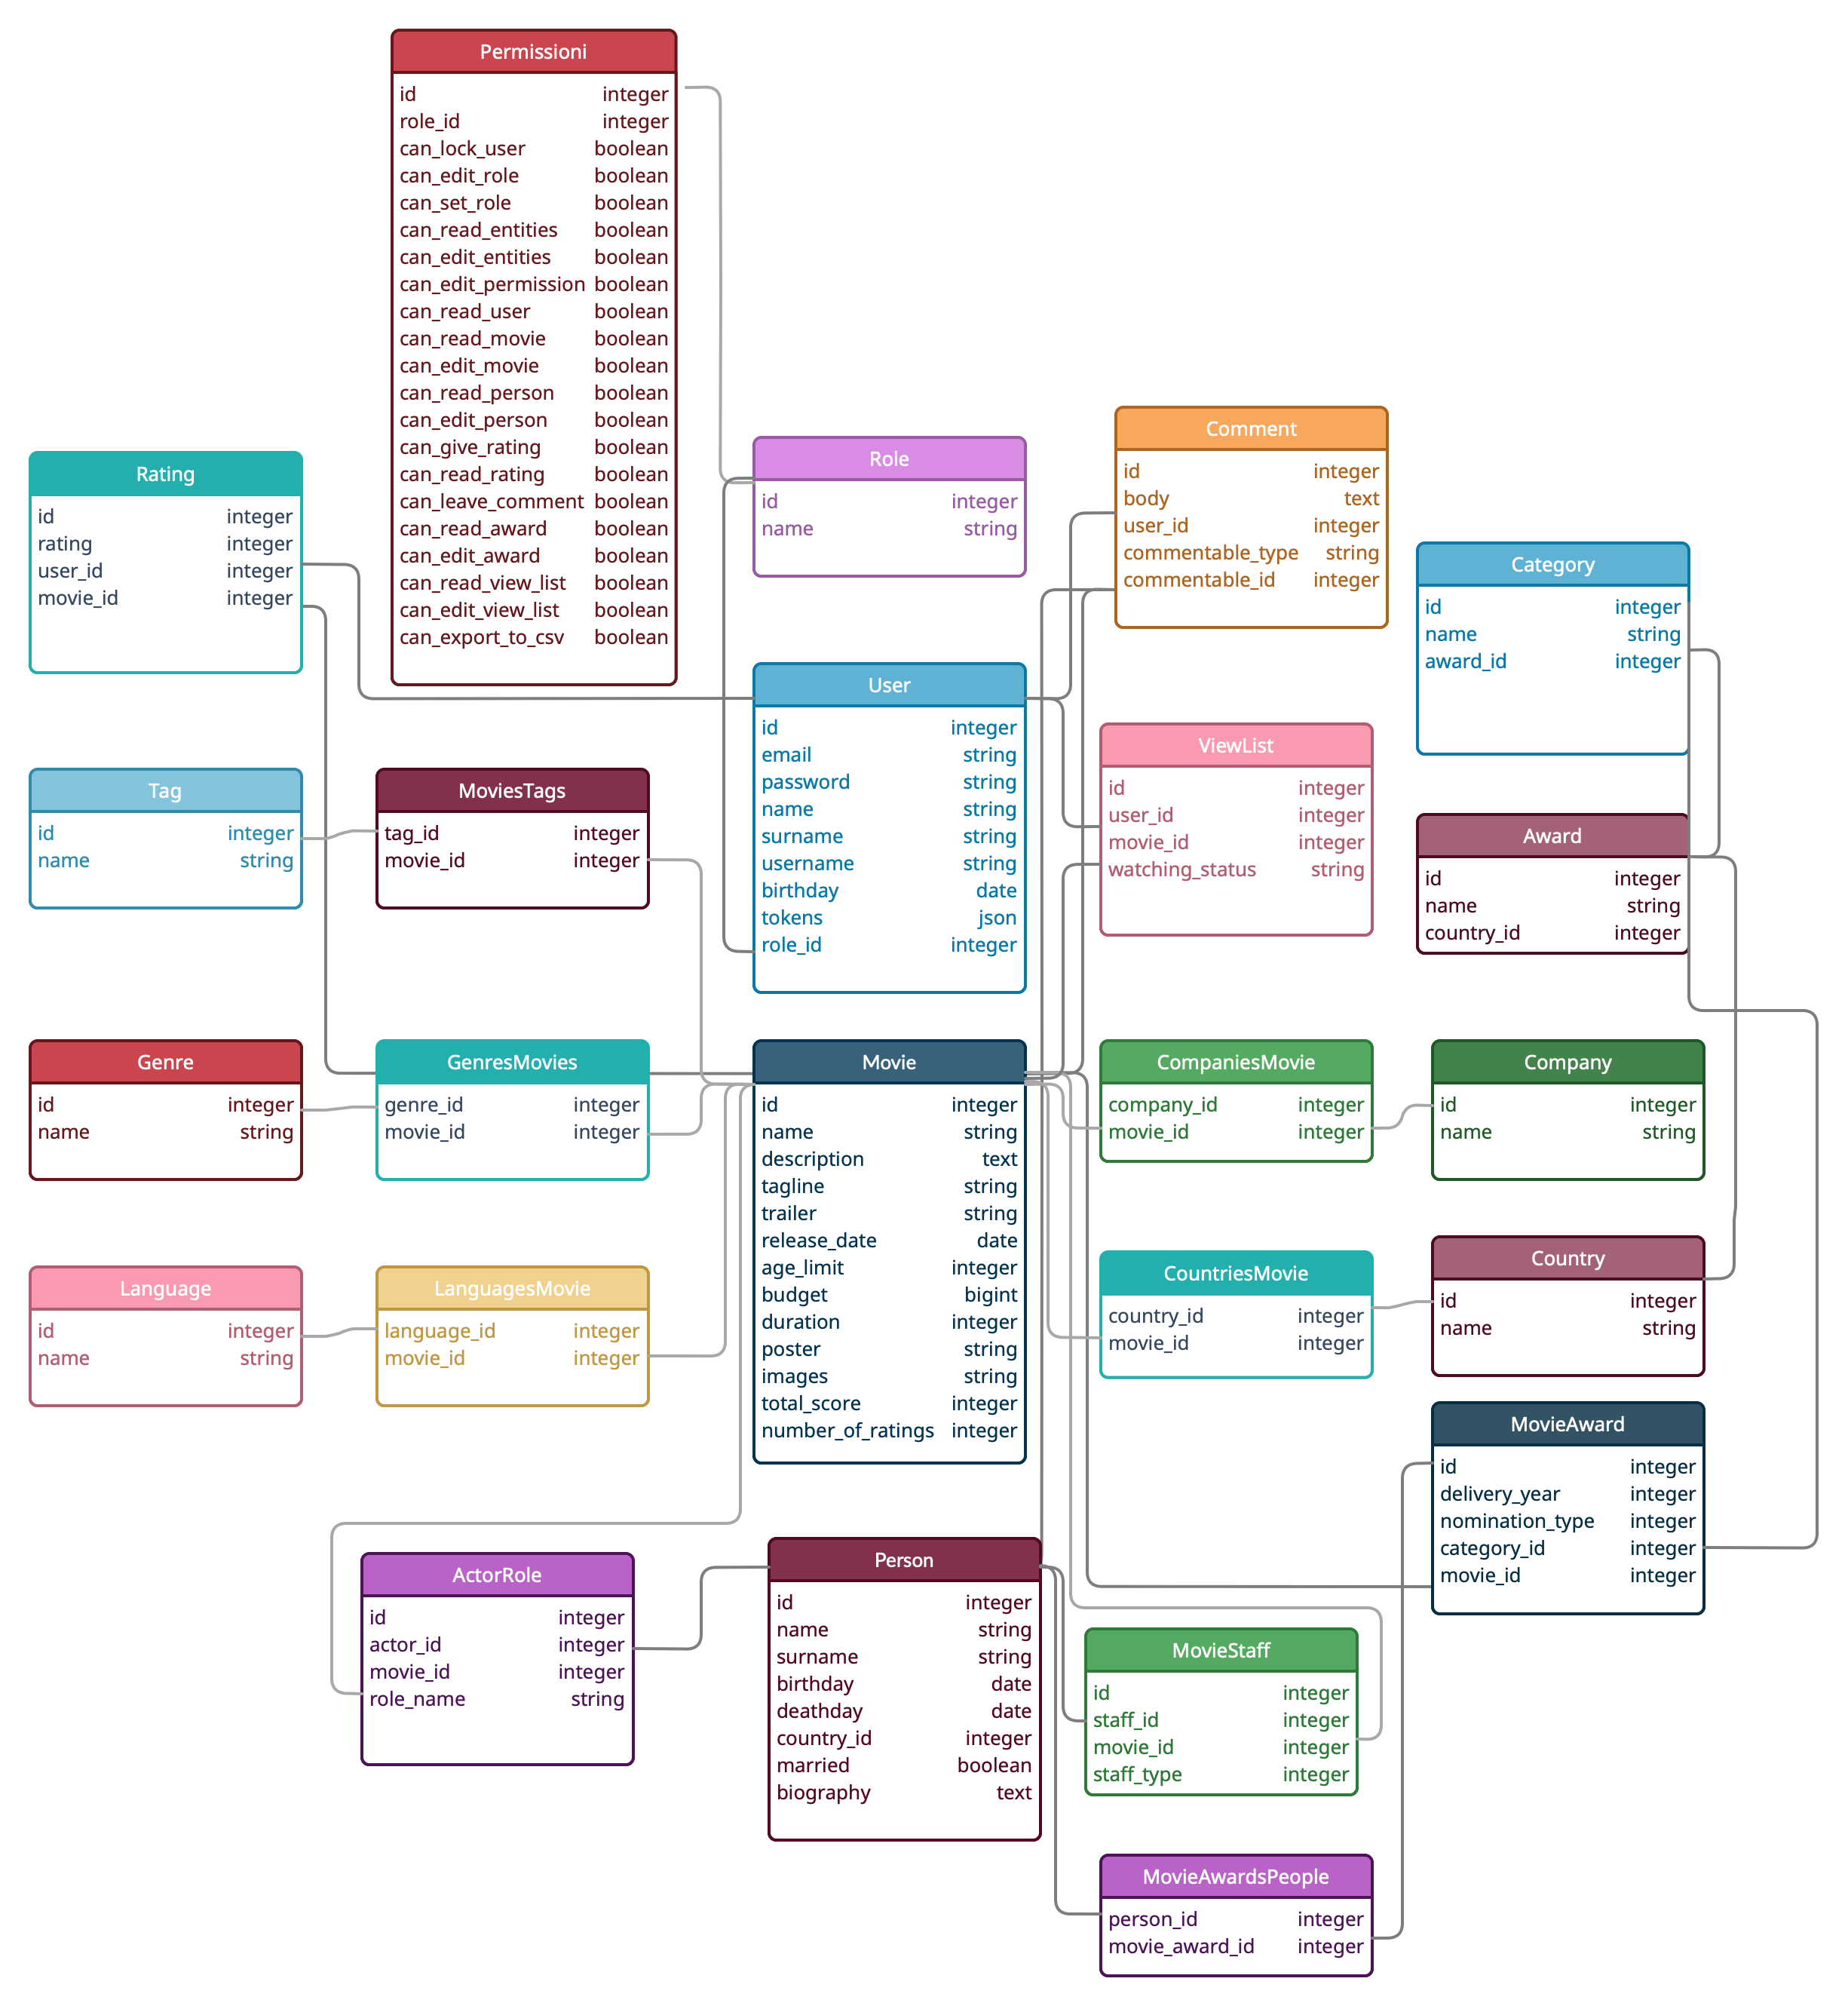 Permissioni
id integer
role_id integer
can_lock_user boolean
can_edit_role boolean
can_set_role boolean
can_read_entities boolean
can_edit_entities boolean
can_edit_permission boolean
can_read_user boolean
can_read_movie boolean
can_edit_movie boolean
can_read_person boolean
can_edit_person boolean
can_give_rating boolean
can_read_rating boolean
can_leave_comment boolean
can_read_award boolean
can_edit_award boolean
can_read_view_list boolean
can_edit_view_list boolean
can_export_to_csv boolean
Rating
id integer
rating integer
user_id integer
movie_id integer
Role
id integer
name string
Comment
id integer
body text
user_id integer
commentable_type string
commentable_id integer
Category
id integer
name string
award_id integer
User
id integer
email string
password string
name string
surname string
username string
birthday date
tokens json
role_id integer
ViewList
id integer
user_id integer
movie_id integer
watching_status string
Award
id integer
name string
country_id integer
Tag
id integer
name string
MoviesTags
tag_id integer
movie_id integer
Genre
id integer
name string
GenresMovies
genre_id integer
movie_id integer
Movie
id integer
name string
description text
tagline string
trailer string
release_date date
age_limit integer
budget bigint
duration integer
poster string
images string
total_score integer
number_of_ratings integer
CompaniesMovie
company_id integer
movie_id integer
Company
id integer
name string
Language
id integer
name string
LanguagesMovie
language_id integer
movie_id integer
CountriesMovie
country_id integer
movie_id integer
Country
id integer
name string
MovieAward
id integer
delivery_year integer
nomination_type integer
category_id integer
movie_id integer
ActorRole
id integer
actor_id integer
movie_id integer
role_name string
Person
id integer
name string
surname string
birthday date
deathday date
country_id integer
married boolean
biography text
MovieStaff
id integer
staff_id integer
movie_id integer
staff_type integer
MovieAwardsPeople
person_id integer
movie_award_id integer